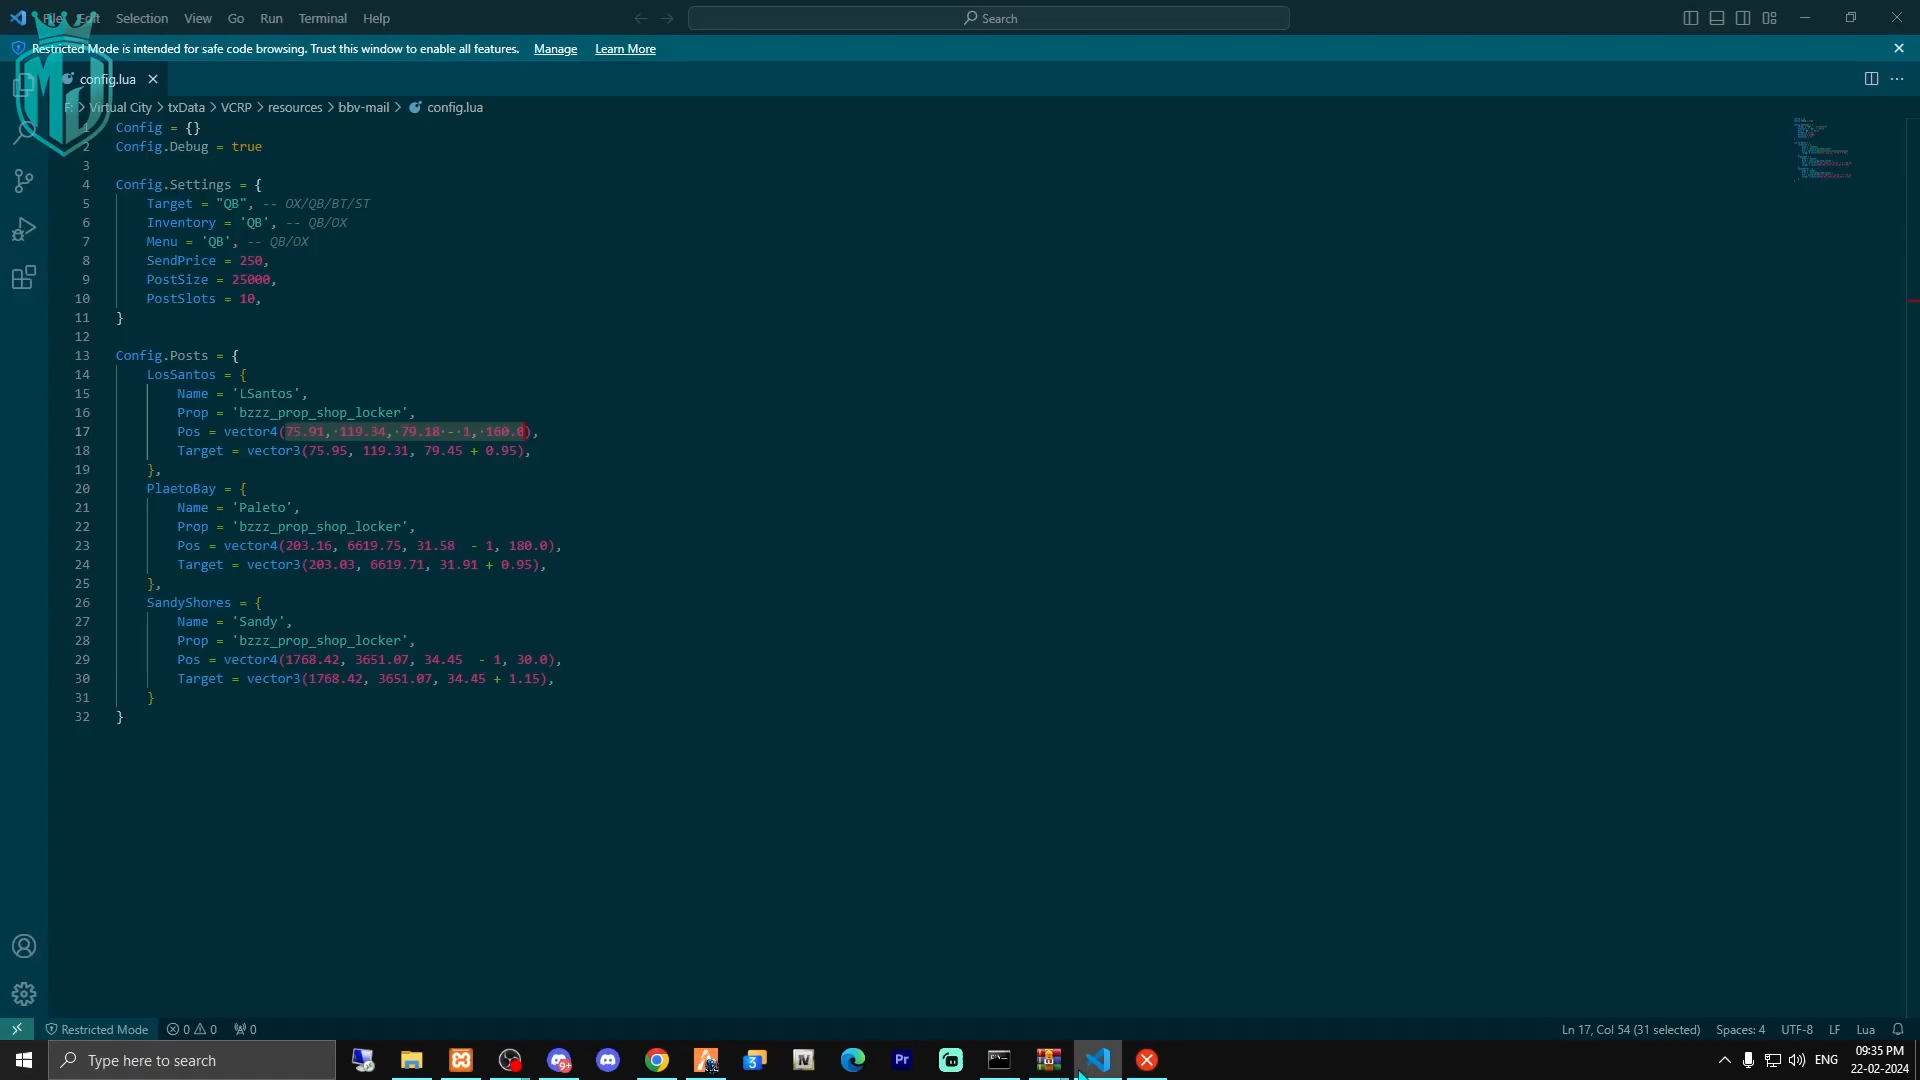 File Edit Selection View Go Run Terminal Help
Search
Restricted Mode is intended for safe code browsing. Trust this window to enable all features. Manage Learn More
config.lua
F: > Virtual City > txData > VCRP > resources > bbv-mail > config.lua
1 Config = {}
2 Config.Debug = true
3
4 Config.Settings = {
5 Target = "QB", -- OX/QB/BT/ST
6 Inventory = 'QB', -- QB/OX
7 Menu = 'QB', -- QB/OX
8 SendPrice = 250,
9 PostSize = 25000,
10 PostSlots = 10,
11 }
12
13 Config.Posts = {
14 LosSantos = {
15 Name = 'LSantos',
16 Prop = 'bzzz_prop_shop_locker',
17 Pos = vector4(75.91, 119.34, 79.18 - 1, 160.0),
18 Target = vector3(75.95, 119.31, 79.45 + 0.95),
19 },
20 PlaetoBay = {
21 Name = 'Paleto',
22 Prop = 'bzzz_prop_shop_locker',
23 Pos = vector4(203.16, 6619.75, 31.58  - 1, 180.0),
24 Target = vector3(203.03, 6619.71, 31.91 + 0.95),
25 },
26 SandyShores = {
27 Name = 'Sandy',
28 Prop = 'bzzz_prop_shop_locker',
29 Pos = vector4(1768.42, 3651.07, 34.45  - 1, 30.0),
30 Target = vector3(1768.42, 3651.07, 34.45 + 1.15),
31 }
32 }
Restricted Mode 0 0 0
Ln 17, Col 54 (31 selected) Spaces: 4 UTF-8 LF Lua
Type here to search
9+
3
Pr
ENG
09:35 PM
22-02-2024